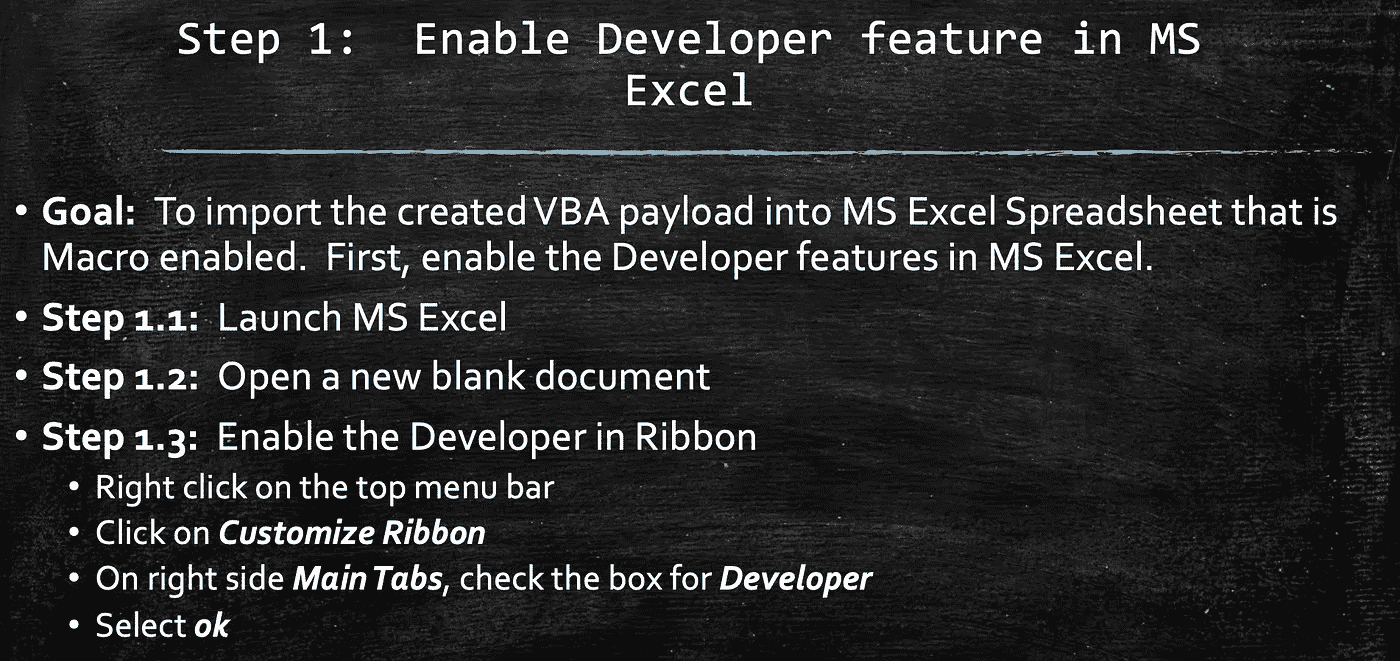 Step 1:  Enable Developer feature in MS
Excel
• Goal:  To import the created VBA payload into MS Excel Spreadsheet that is
Macro enabled.  First, enable the Developer features in MS Excel.
• Step 1.1:  Launch MS Excel
• Step 1.2:  Open a new blank document
• Step 1.3:  Enable the Developer in Ribbon
• Right click on the top menu bar
• Click on Customize Ribbon
• On right side Main Tabs, check the box for Developer
• Select ok